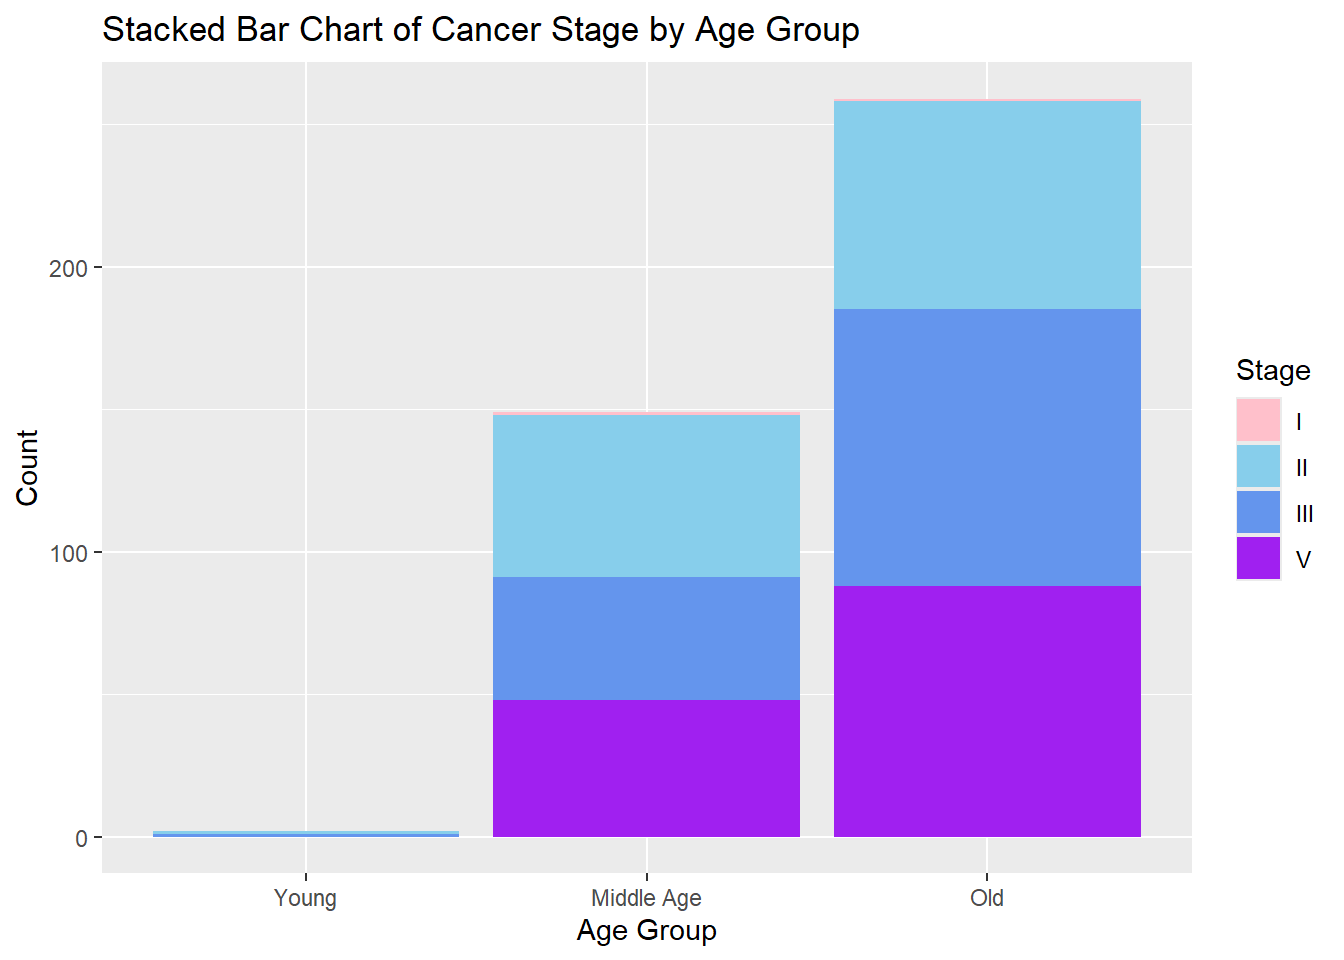 Stacked Bar Chart of Cancer Stage by Age Group
200
100
0
Count
Young
Middle Age
Old
Age Group
Stage
I
II
III
V